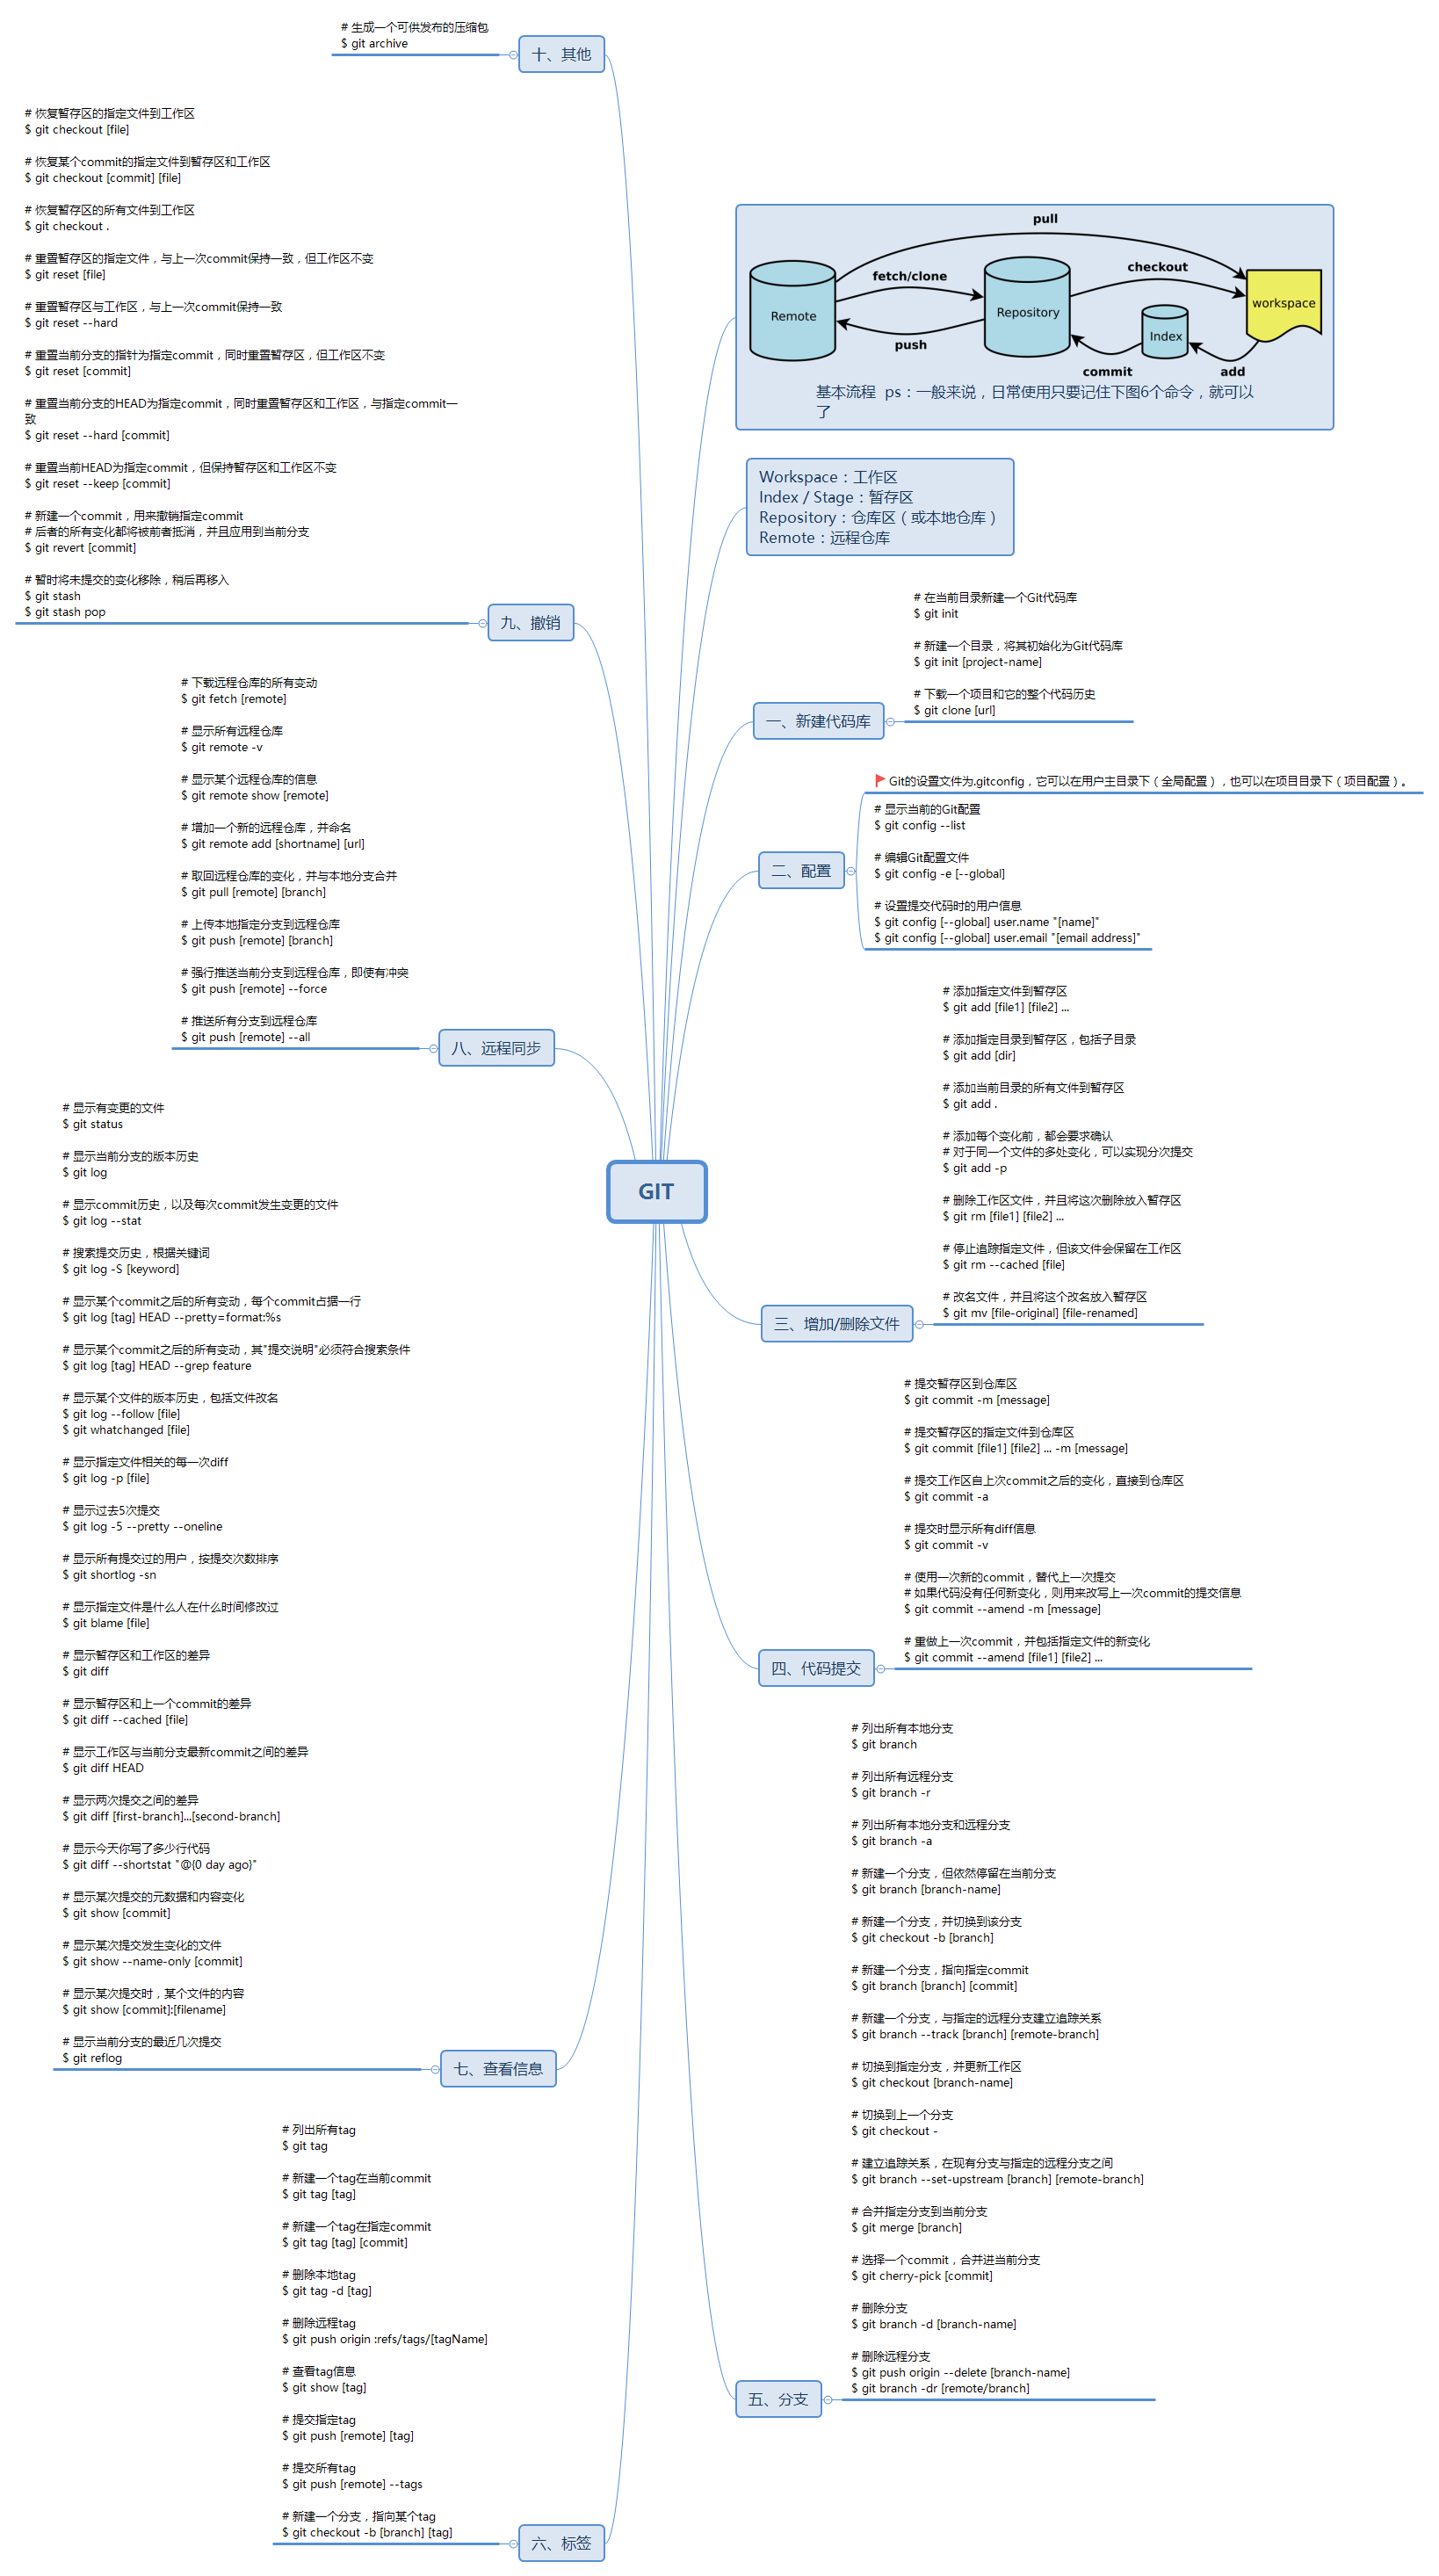 GIT
pull
fetch/clone
checkout
Remote
Repository
workspace
Index
push
commit
add
基本流程  ps：一般来说，日常使用只要记住下图6个命令，就可以
了
Workspace：工作区
Index / Stage：暂存区
Repository：仓库区（或本地仓库）
Remote：远程仓库
一、新建代码库
# 在当前目录新建一个Git代码库
$ git init
# 新建一个目录，将其初始化为Git代码库
$ git init [project-name]
# 下载一个项目和它的整个代码历史
$ git clone [url]
二、配置
Git的设置文件为.gitconfig，它可以在用户主目录下（全局配置），也可以在项目目录下（项目配置）。
# 显示当前的Git配置
$ git config --list
# 编辑Git配置文件
$ git config -e [--global]
# 设置提交代码时的用户信息
$ git config [--global] user.name "[name]"
$ git config [--global] user.email "[email address]"
三、增加/删除文件
# 添加指定文件到暂存区
$ git add [file1] [file2] ...
# 添加指定目录到暂存区，包括子目录
$ git add [dir]
# 添加当前目录的所有文件到暂存区
$ git add .
# 添加每个变化前，都会要求确认
# 对于同一个文件的多处变化，可以实现分次提交
$ git add -p
# 删除工作区文件，并且将这次删除放入暂存区
$ git rm [file1] [file2] ...
# 停止追踪指定文件，但该文件会保留在工作区
$ git rm --cached [file]
# 改名文件，并且将这个改名放入暂存区
$ git mv [file-original] [file-renamed]
四、代码提交
# 提交暂存区到仓库区
$ git commit -m [message]
# 提交暂存区的指定文件到仓库区
$ git commit [file1] [file2] ... -m [message]
# 提交工作区自上次commit之后的变化，直接到仓库区
$ git commit -a
# 提交时显示所有diff信息
$ git commit -v
# 使用一次新的commit，替代上一次提交
# 如果代码没有任何新变化，则用来改写上一次commit的提交信息
$ git commit --amend -m [message]
# 重做上一次commit，并包括指定文件的新变化
$ git commit --amend [file1] [file2] ...
五、分支
# 列出所有本地分支
$ git branch
# 列出所有远程分支
$ git branch -r
# 列出所有本地分支和远程分支
$ git branch -a
# 新建一个分支，但依然停留在当前分支
$ git branch [branch-name]
# 新建一个分支，并切换到该分支
$ git checkout -b [branch]
# 新建一个分支，指向指定commit
$ git branch [branch] [commit]
# 新建一个分支，与指定的远程分支建立追踪关系
$ git branch --track [branch] [remote-branch]
# 切换到指定分支，并更新工作区
$ git checkout [branch-name]
# 切换到上一个分支
$ git checkout -
# 建立追踪关系，在现有分支与指定的远程分支之间
$ git branch --set-upstream [branch] [remote-branch]
# 合并指定分支到当前分支
$ git merge [branch]
# 选择一个commit，合并进当前分支
$ git cherry-pick [commit]
# 删除分支
$ git branch -d [branch-name]
# 删除远程分支
$ git push origin --delete [branch-name]
$ git branch -dr [remote/branch]
六、标签
# 列出所有tag
$ git tag
# 新建一个tag在当前commit
$ git tag [tag]
# 新建一个tag在指定commit
$ git tag [tag] [commit]
# 删除本地tag
$ git tag -d [tag]
# 删除远程tag
$ git push origin :refs/tags/[tagName]
# 查看tag信息
$ git show [tag]
# 提交指定tag
$ git push [remote] [tag]
# 提交所有tag
$ git push [remote] --tags
# 新建一个分支，指向某个tag
$ git checkout -b [branch] [tag]
七、查看信息
# 显示有变更的文件
$ git status
# 显示当前分支的版本历史
$ git log
# 显示commit历史，以及每次commit发生变更的文件
$ git log --stat
# 搜索提交历史，根据关键词
$ git log -S [keyword]
# 显示某个commit之后的所有变动，每个commit占据一行
$ git log [tag] HEAD --pretty=format:%s
# 显示某个commit之后的所有变动，其"提交说明"必须符合搜索条件
$ git log [tag] HEAD --grep feature
# 显示某个文件的版本历史，包括文件改名
$ git log --follow [file]
$ git whatchanged [file]
# 显示指定文件相关的每一次diff
$ git log -p [file]
# 显示过去5次提交
$ git log -5 --pretty --oneline
# 显示所有提交过的用户，按提交次数排序
$ git shortlog -sn
# 显示指定文件是什么人在什么时间修改过
$ git blame [file]
# 显示暂存区和工作区的差异
$ git diff
# 显示暂存区和上一个commit的差异
$ git diff --cached [file]
# 显示工作区与当前分支最新commit之间的差异
$ git diff HEAD
# 显示两次提交之间的差异
$ git diff [first-branch]...[second-branch]
# 显示今天你写了多少行代码
$ git diff --shortstat "@{0 day ago}"
# 显示某次提交的元数据和内容变化
$ git show [commit]
# 显示某次提交发生变化的文件
$ git show --name-only [commit]
# 显示某次提交时，某个文件的内容
$ git show [commit]:[filename]
# 显示当前分支的最近几次提交
$ git reflog
八、远程同步
# 下载远程仓库的所有变动
$ git fetch [remote]
# 显示所有远程仓库
$ git remote -v
# 显示某个远程仓库的信息
$ git remote show [remote]
# 增加一个新的远程仓库，并命名
$ git remote add [shortname] [url]
# 取回远程仓库的变化，并与本地分支合并
$ git pull [remote] [branch]
# 上传本地指定分支到远程仓库
$ git push [remote] [branch]
# 强行推送当前分支到远程仓库，即使有冲突
$ git push [remote] --force
# 推送所有分支到远程仓库
$ git push [remote] --all
九、撤销
# 恢复暂存区的指定文件到工作区
$ git checkout [file]
# 恢复某个commit的指定文件到暂存区和工作区
$ git checkout [commit] [file]
# 恢复暂存区的所有文件到工作区
$ git checkout .
# 重置暂存区的指定文件，与上一次commit保持一致，但工作区不变
$ git reset [file]
# 重置暂存区与工作区，与上一次commit保持一致
$ git reset --hard
# 重置当前分支的指针为指定commit，同时重置暂存区，但工作区不变
$ git reset [commit]
# 重置当前分支的HEAD为指定commit，同时重置暂存区和工作区，与指定commit一
致
$ git reset --hard [commit]
# 重置当前HEAD为指定commit，但保持暂存区和工作区不变
$ git reset --keep [commit]
# 新建一个commit，用来撤销指定commit
# 后者的所有变化都将被前者抵消，并且应用到当前分支
$ git revert [commit]
# 暂时将未提交的变化移除，稍后再移入
$ git stash
$ git stash pop
十、其他
# 生成一个可供发布的压缩包
$ git archive